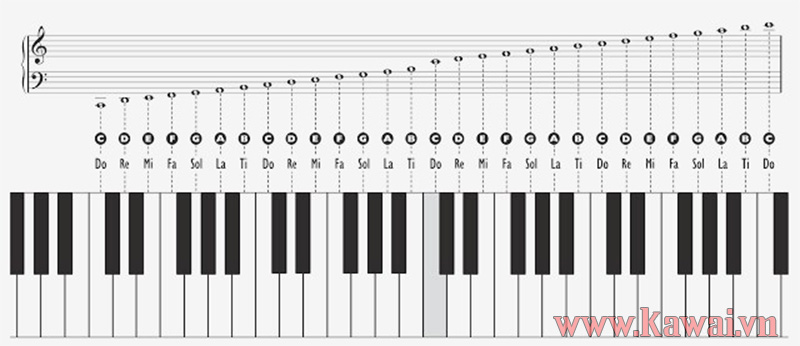 C D E F G A B C D E F G A B C D E F G A B C D E F G A B C
Do Re Mi Fa Sol La Ti Do Re Mi Fa Sol La Ti Do Re Mi Fa Sol La Ti Do Re Mi Fa Sol La Ti Do
www.Kawai.vn